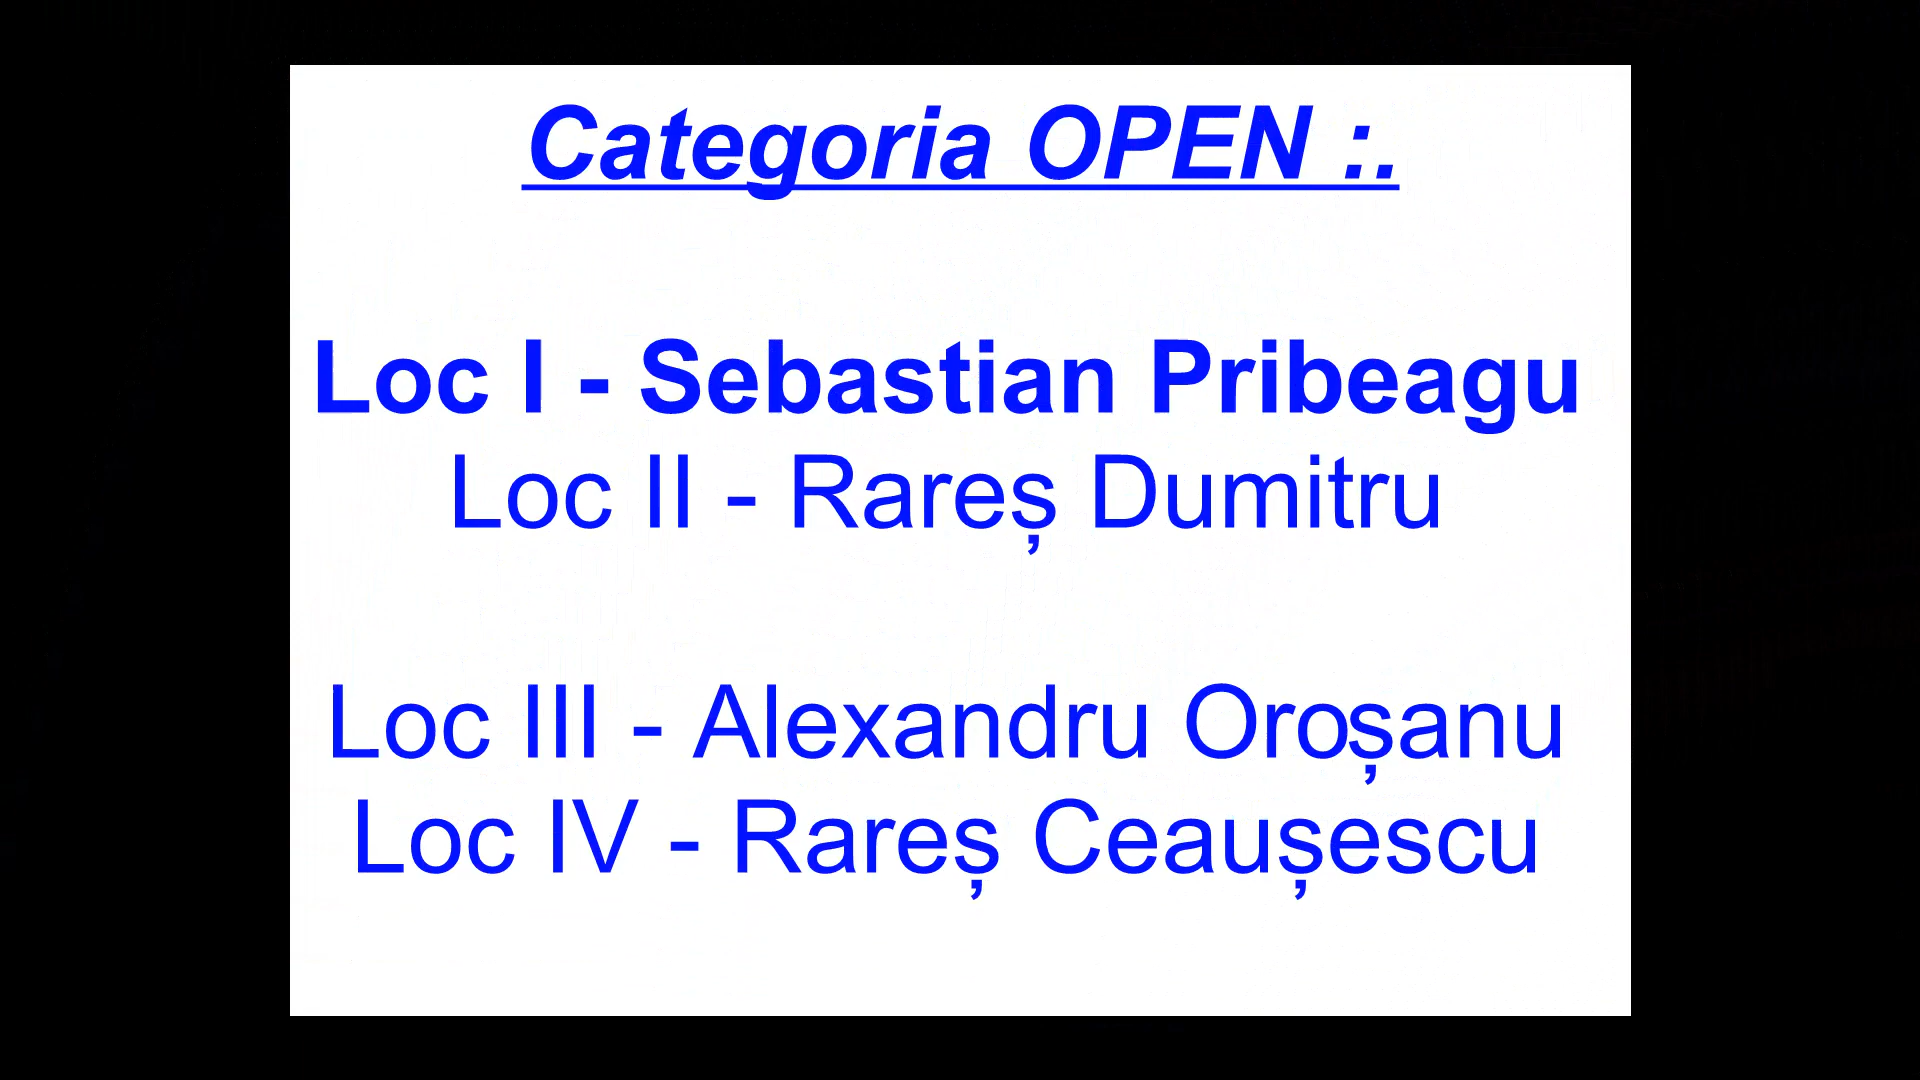 Categoria OPEN :.
Loc I - Sebastian Pribeagu
Loc II - Rareș Dumitru
Loc III - Alexandru Oroșanu
Loc IV - Rareș Ceaușescu